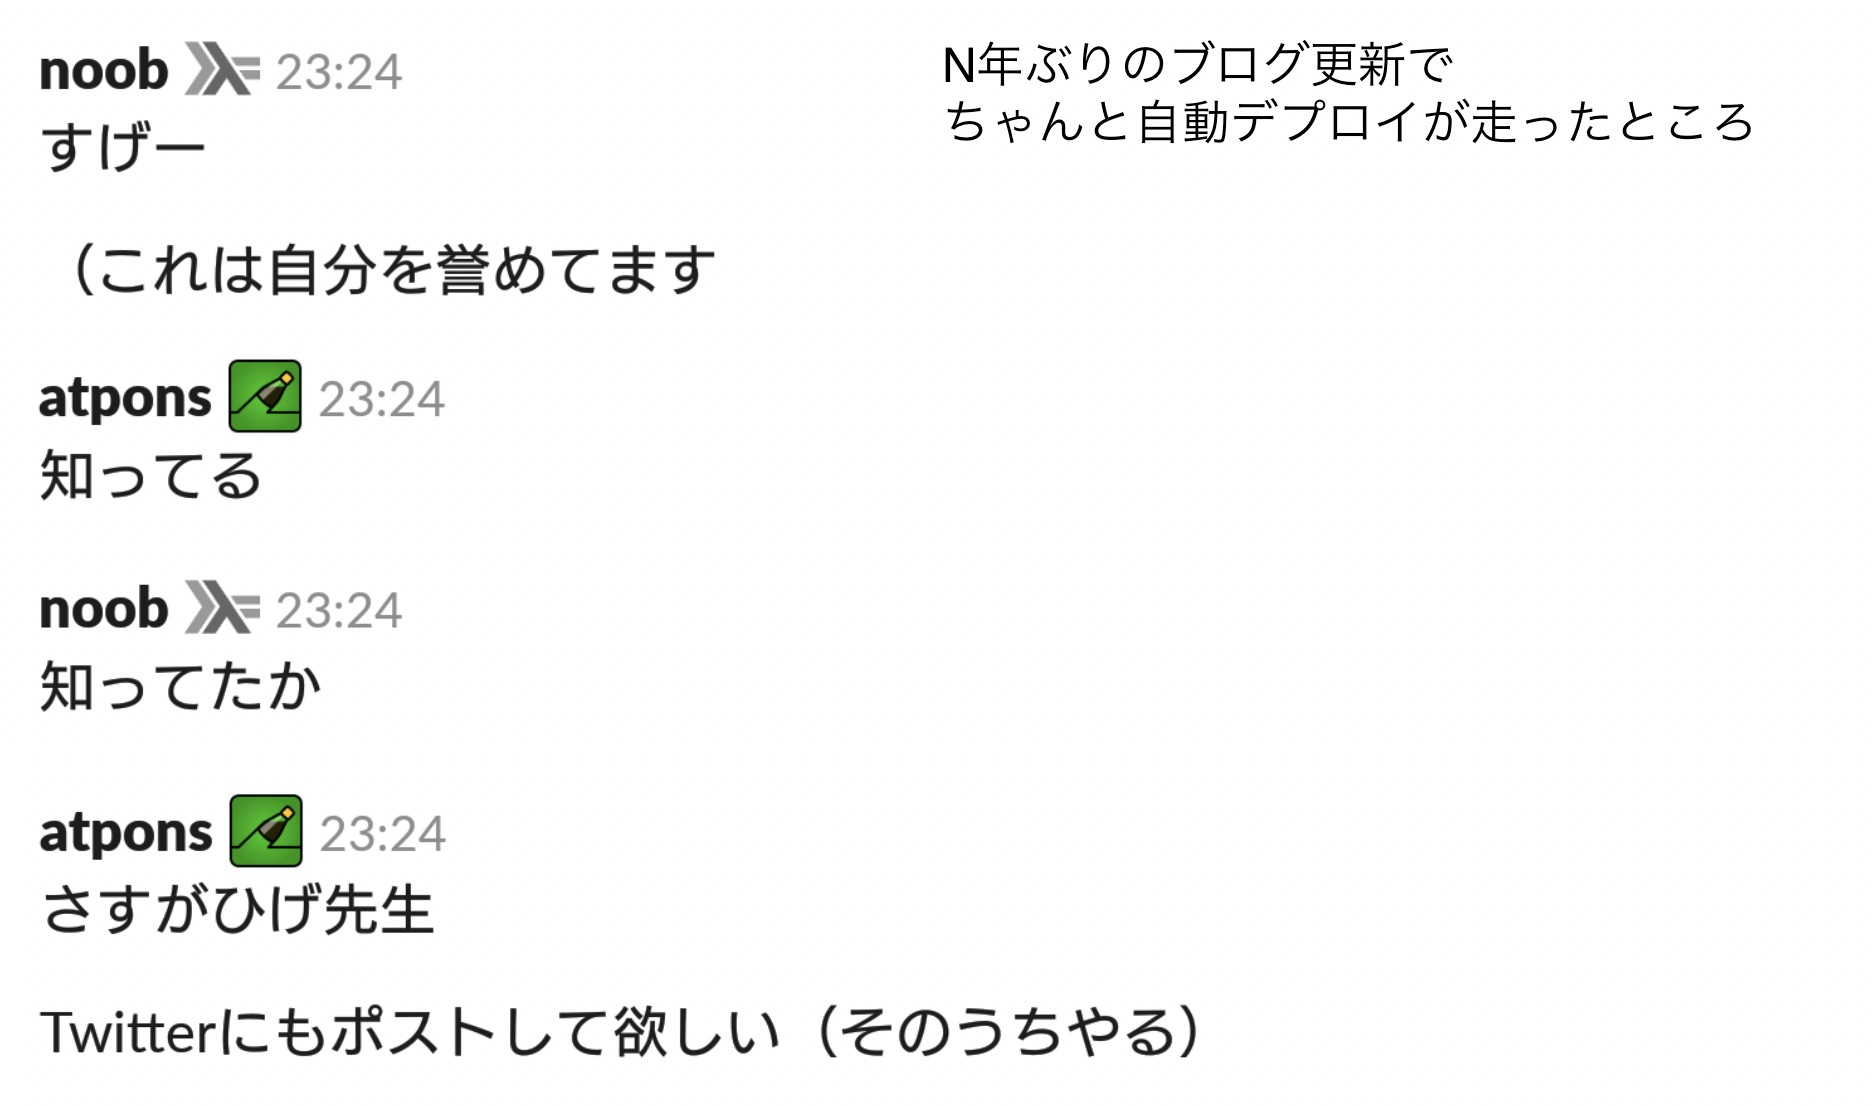 noob 23:24
すげー
（これは自分を誉めてます
atpons 23:24
知ってる
noob 23:24
知ってたか
atpons 23:24
さすがひげ先生
Twitterにもポストして欲しい（そのうちやる）
N年ぶりのブログ更新で
ちゃんと自動デプロイが走ったところ